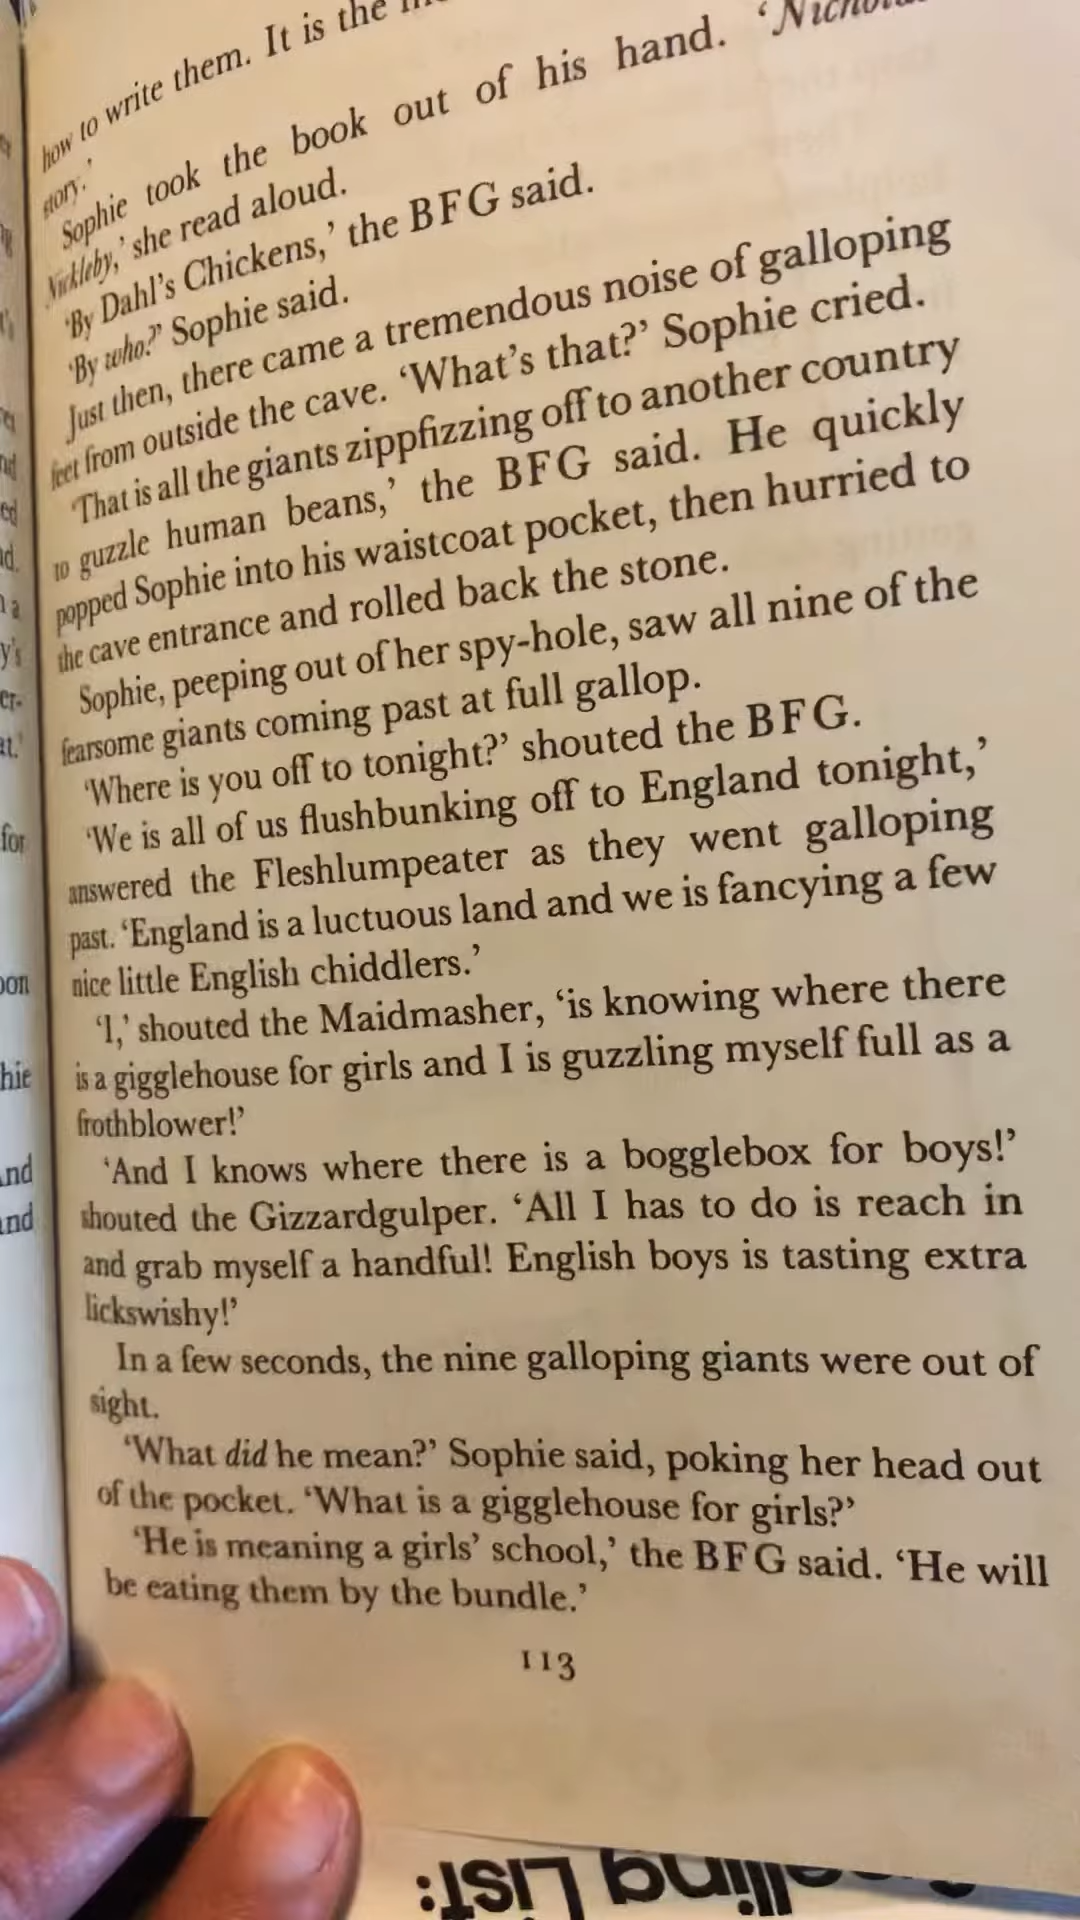 how to write them. It is the
story.'
Sophie took the book out of his hand. 'Nicholas
Nickleby,' she read aloud.
'By Dahl's Chickens,' the BFG said.
'By who?' Sophie said.
Just then, there came a tremendous noise of galloping
feet from outside the cave. 'What's that?' Sophie cried.
'That is all the giants zippfizzing off to another country
to guzzle human beans,' the BFG said. He quickly
popped Sophie into his waistcoat pocket, then hurried to
the cave entrance and rolled back the stone.
Sophie, peeping out of her spy-hole, saw all nine of the
fearsome giants coming past at full gallop.
'Where is you off to tonight?' shouted the BFG.
'We is all of us flushbunking off to England tonight,'
answered the Fleshlumpeater as they went galloping
past. 'England is a luctuous land and we is fancying a few
nice little English chiddlers.'
'I,' shouted the Maidmasher, 'is knowing where there
is a gigglehouse for girls and I is guzzling myself full as a
frothblower!'
'And I knows where there is a bogglebox for boys!'
shouted the Gizzardgulper. 'All I has to do is reach in
and grab myself a handful! English boys is tasting extra
lickswishy!'
In a few seconds, the nine galloping giants were out of
sight.
'What did he mean?' Sophie said, poking her head out
of the pocket. 'What is a gigglehouse for girls?'
'He is meaning a girls' school,' the BFG said. 'He will
be eating them by the bundle.'
113
List: